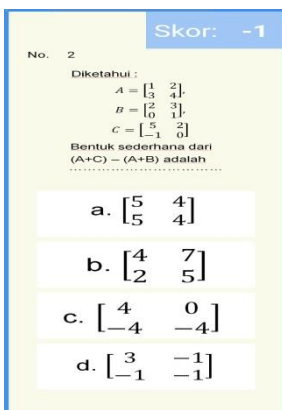 Skor: -1
No. 2
Diketahui :
A = [1 2
3 4],
B = [2 3
0 1],
C = [5 2
-1 0]
Bentuk sederhana dari
(A+C) – (A+B) adalah
..................................
a. [5 4
5 4]
b. [4 7
2 5]
c. [4 0
-4 -4]
d. [3 -1
-1 -1]